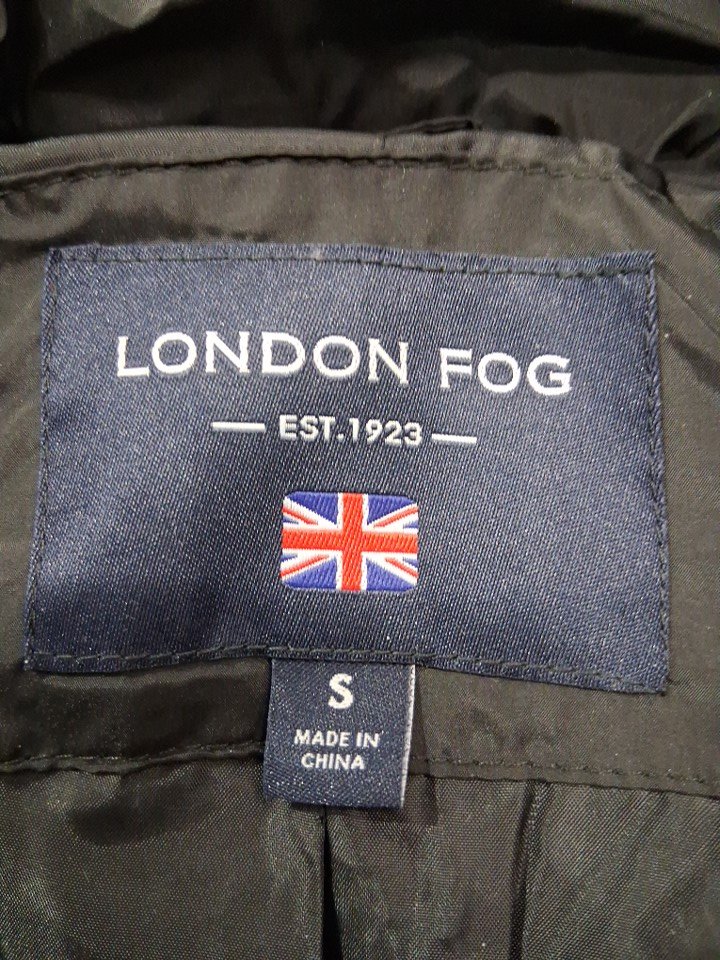 LONDON FOG
EST.1923
S
MADE IN
CHINA